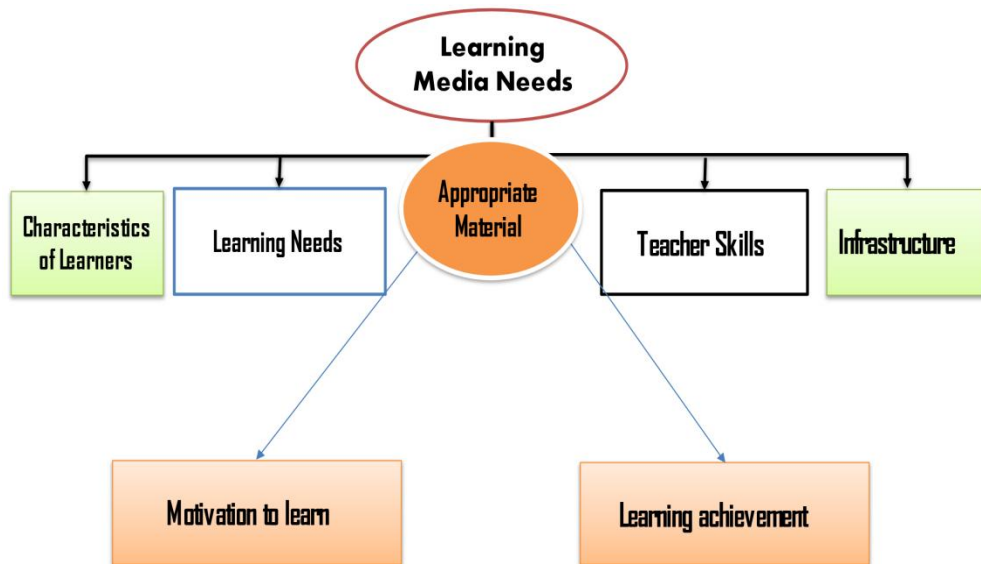 Learning
Media Needs
Characteristics
of Learners
Learning Needs
Appropriate
Material
Teacher Skills
Infrastructure
Motivation to learn
Learning achievement